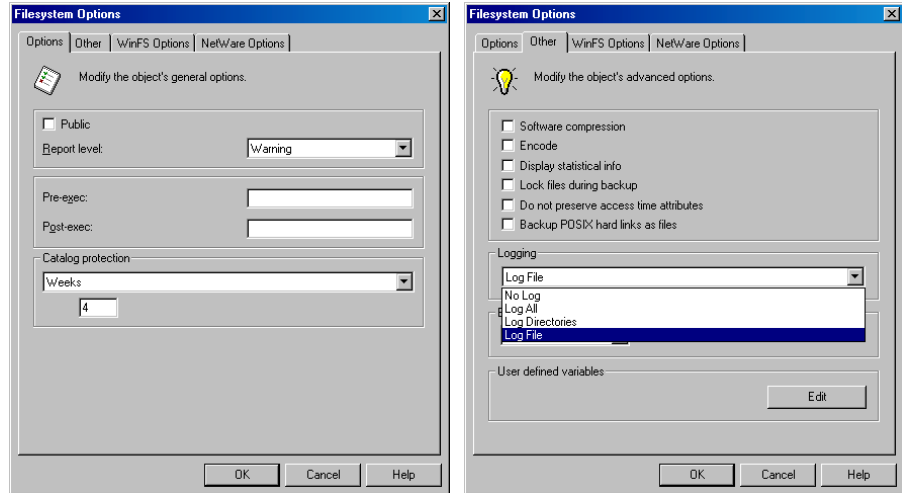 Filesystem Options
Options Other WinFS Options NetWare Options
Modify the object's general options.
Public
Report level: Warning
Pre-exec:
Post-exec:
Catalog protection
Weeks
4
OK Cancel Help
Filesystem Options
Options Other WinFS Options NetWare Options
Modify the object's advanced options.
Software compression
Encode
Display statistical info
Lock files during backup
Do not preserve access time attributes
Backup POSIX hard links as files
Logging
Log File
No Log
Log All
Log Directories
Log File
User defined variables
Edit
OK Cancel Help